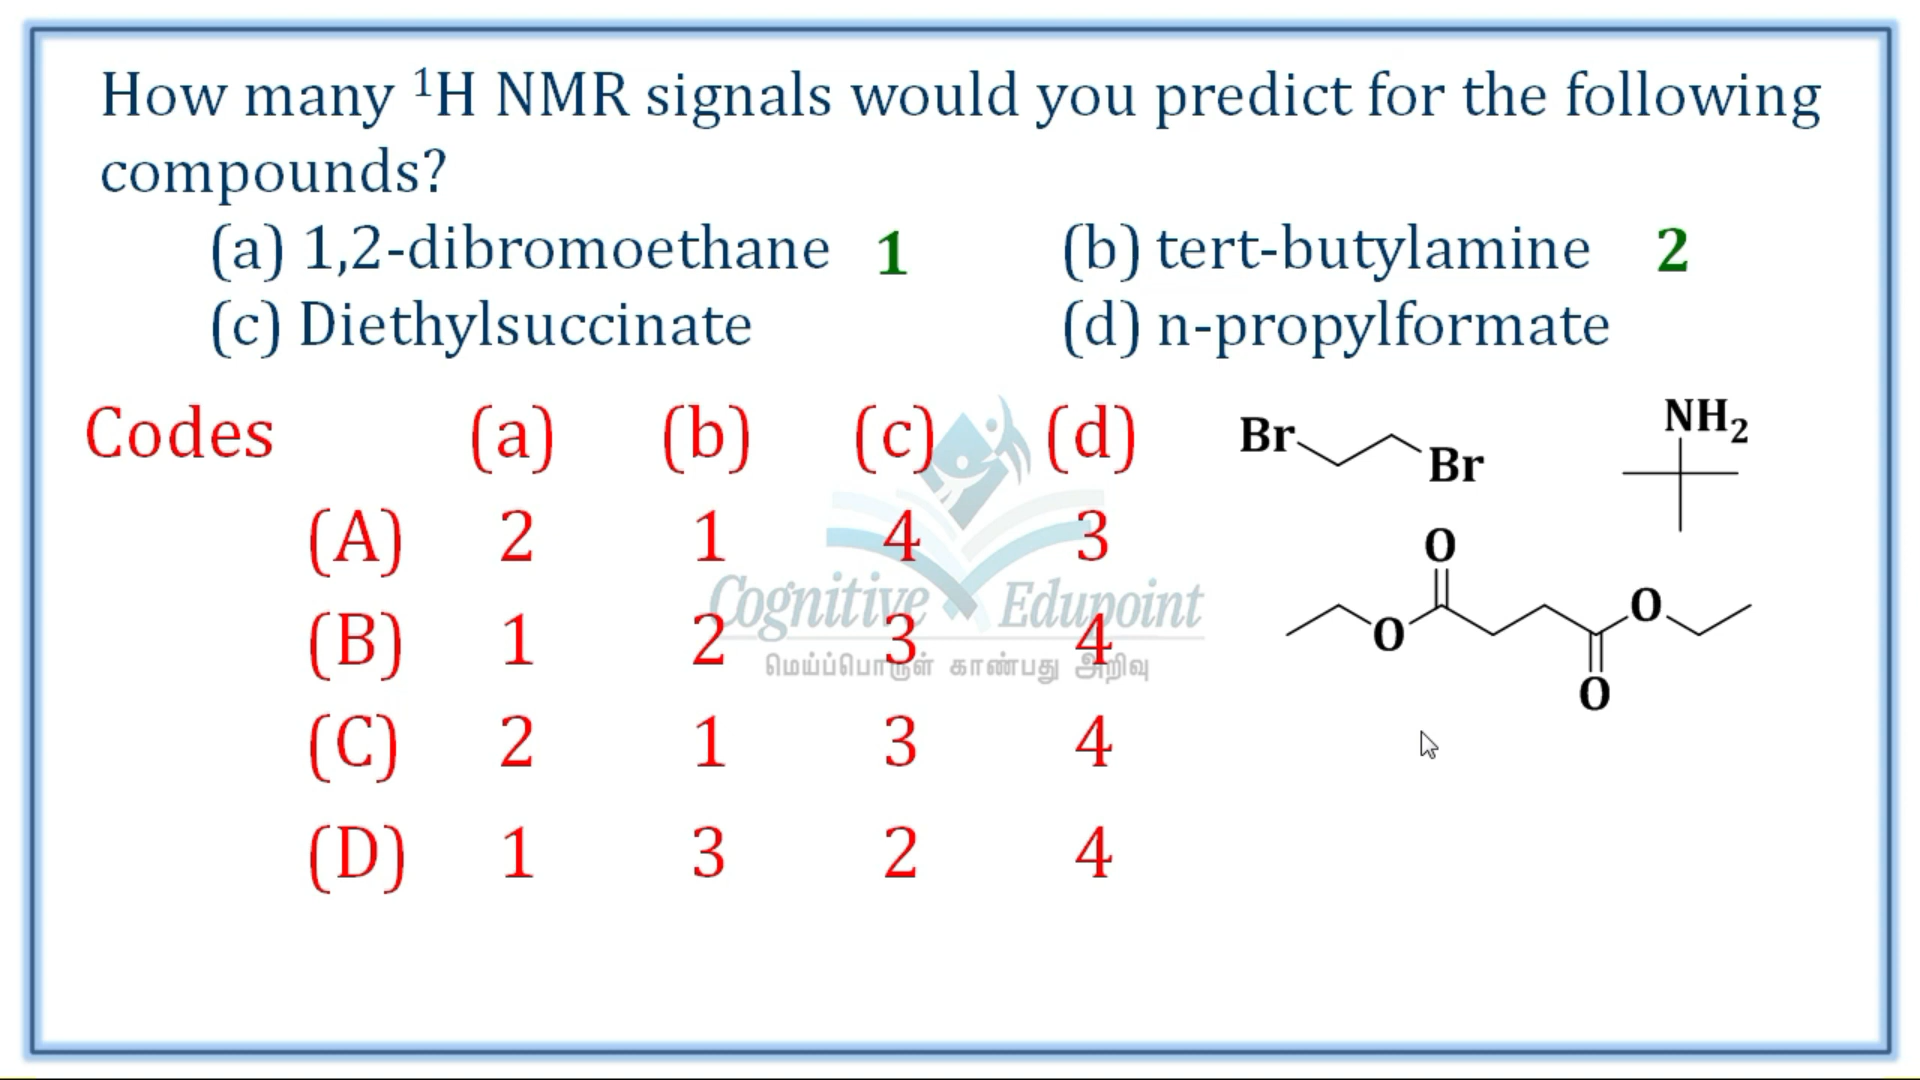 How many ¹H NMR signals would you predict for the following
compounds?
(a) 1,2-dibromoethane 1 (b) tert-butylamine 2
(c) Diethylsuccinate (d) n-propylformate
Codes (a) (b) (c) (d)
(A) 2 1 4 3
(B) 1 2 3 4
(C) 2 1 3 4
(D) 1 3 2 4
Br Br
NH₂
O
O O
O
Cognitive Edupoint
மெய்ப்பொருள் காண்பது அறிவு